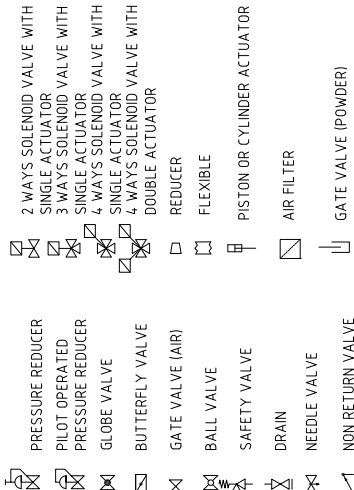 2 WAYS SOLENOID VALVE WITH
SINGLE ACTUATOR
3 WAYS SOLENOID VALVE WITH
SINGLE ACTUATOR
4 WAYS SOLENOID VALVE WITH
SINGLE ACTUATOR
4 WAYS SOLENOID VALVE WITH
DOUBLE ACTUATOR
REDUCER
FLEXIBLE
PISTON OR CYLINDER ACTUATOR
AIR FILTER
GATE VALVE (POWDER)
PRESSURE REDUCER
PILOT OPERATED
PRESSURE REDUCER
GLOBE VALVE
BUTTERFLY VALVE
GATE VALVE (AIR)
BALL VALVE
SAFETY VALVE
DRAIN
NEEDLE VALVE
NON RETURN VALVE